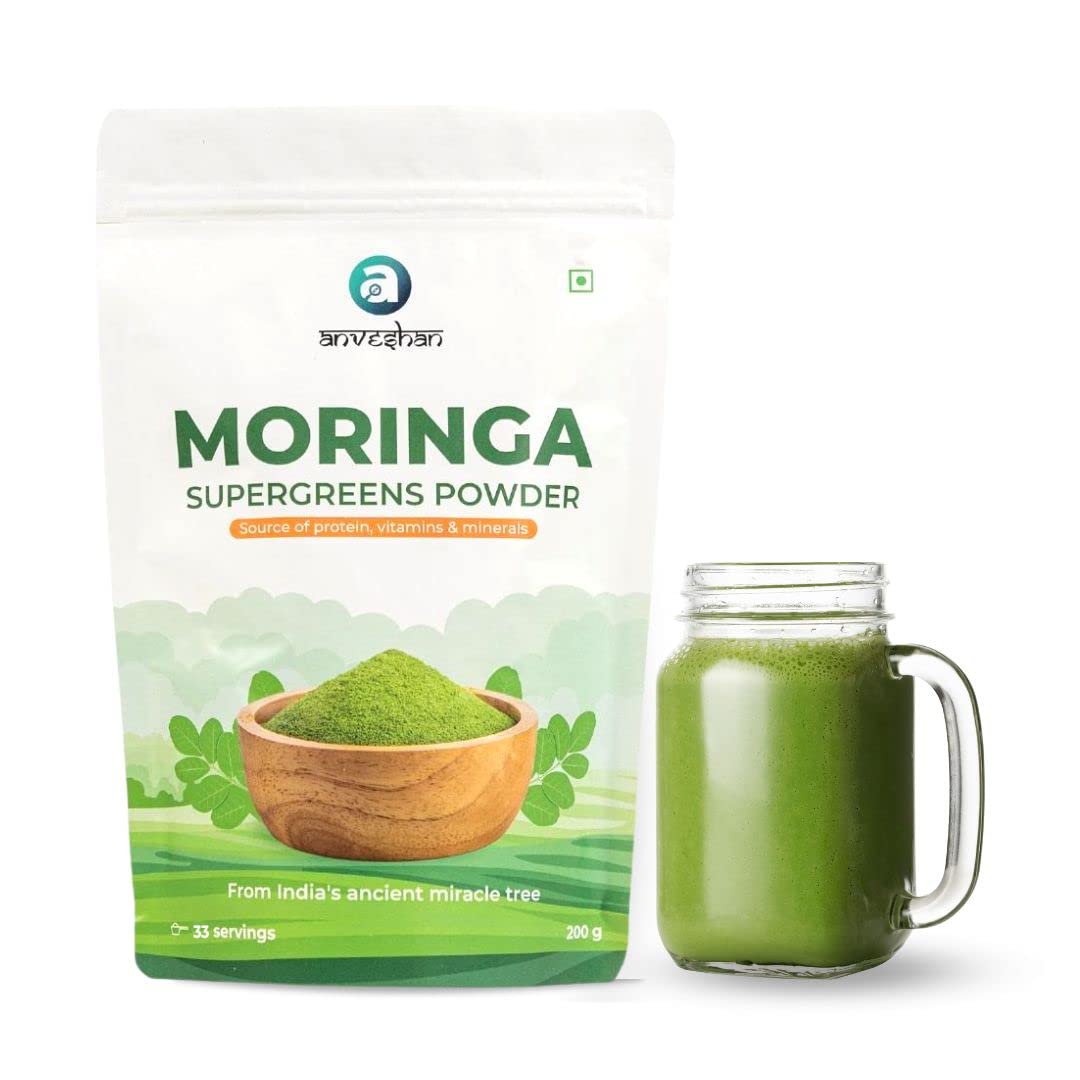 a
anveshan
MORINGA
SUPERGREENS POWDER
Source of protein, vitamins & minerals
From India's ancient miracle tree
33 servings
200 g